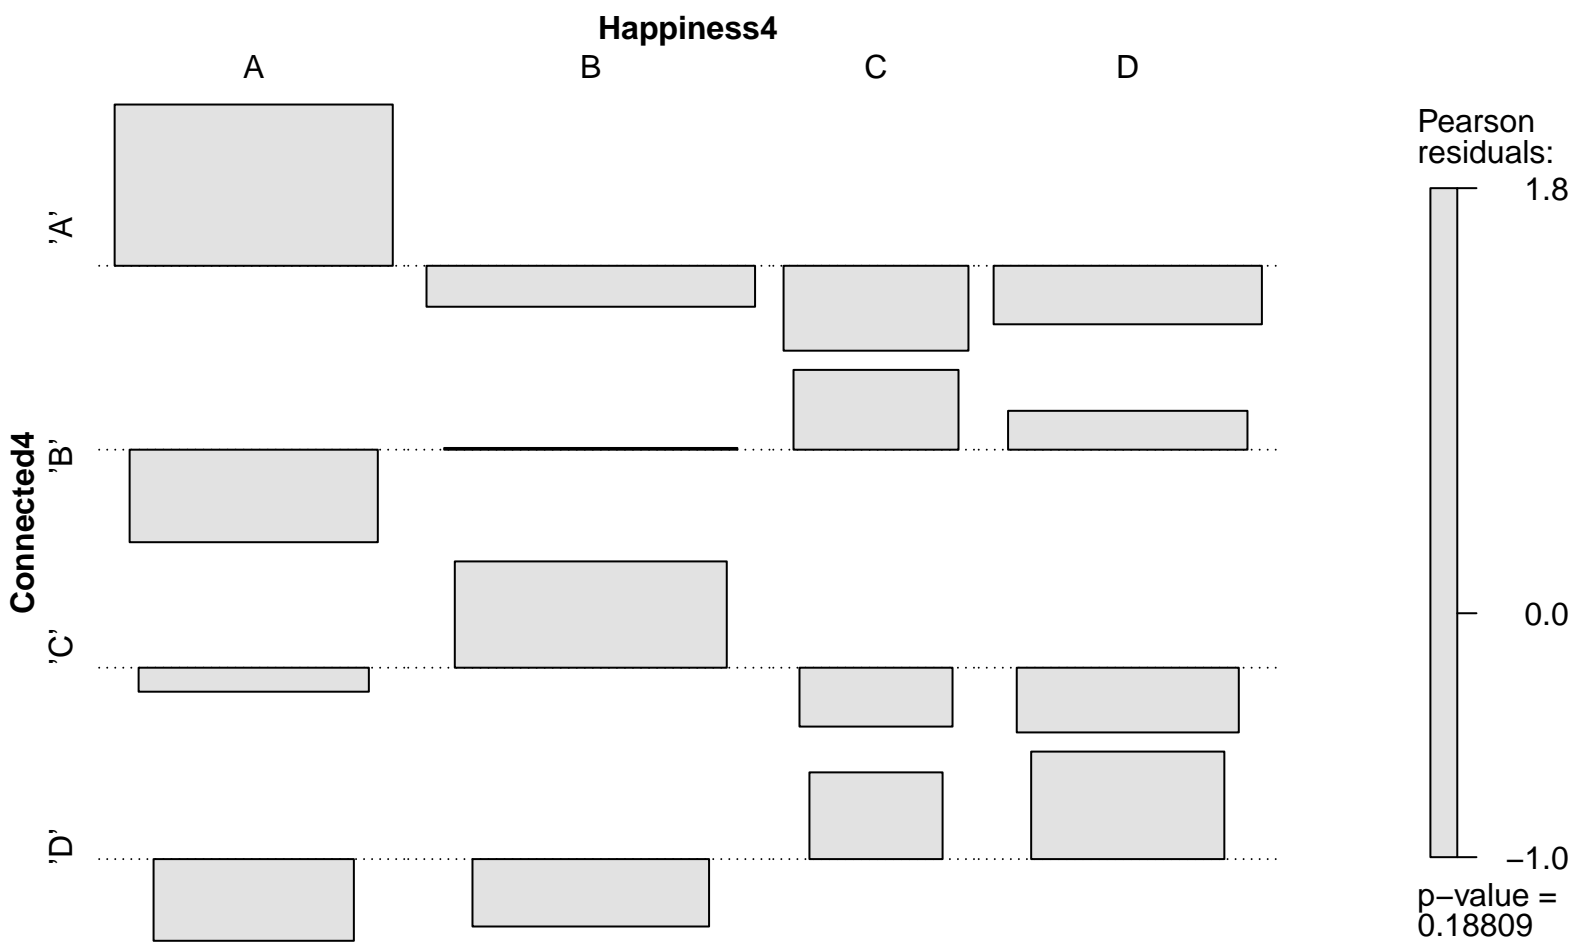 Happiness4
A B C D
Connected4
’A’
’B’
’C’
’D’
Pearson
residuals:
1.8
0.0
−1.0
p−value =
0.18809